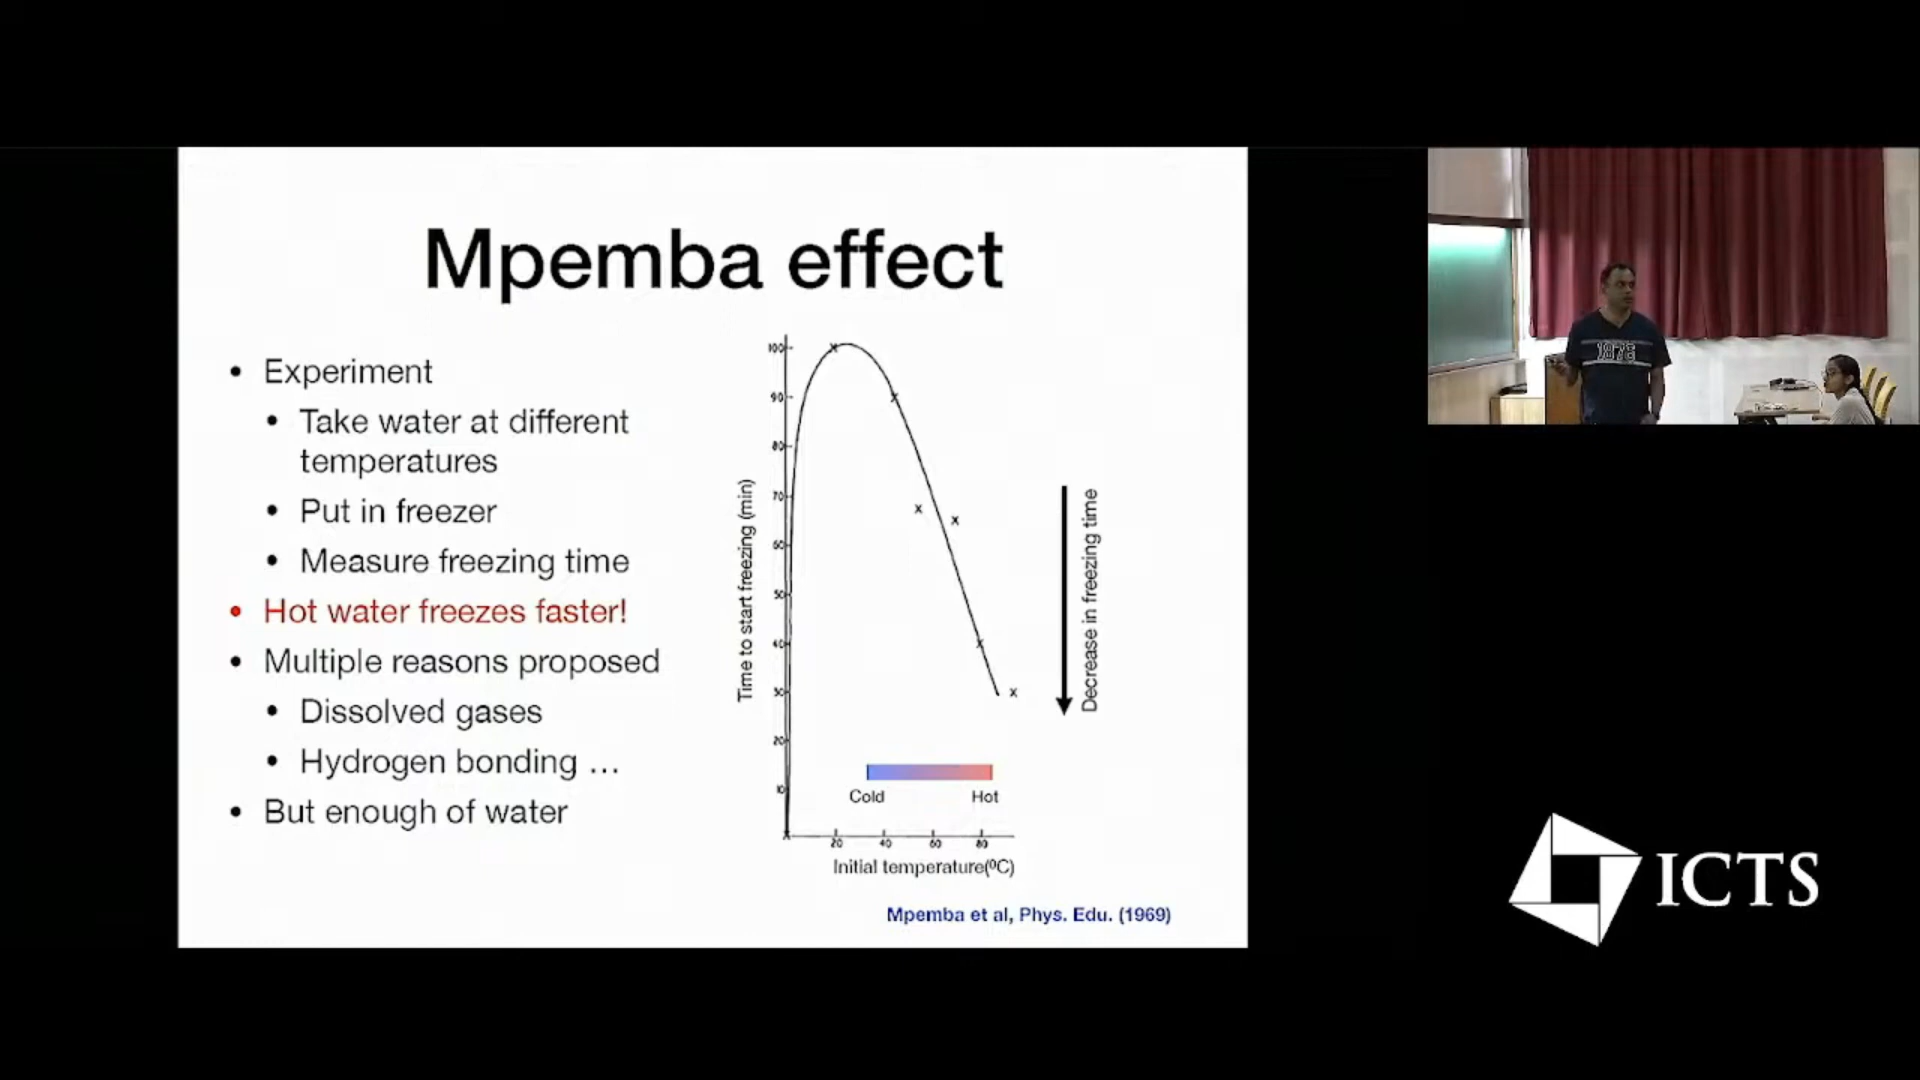 Mpemba effect
Experiment
Take water at different
temperatures
Put in freezer
Measure freezing time
Hot water freezes faster!
Multiple reasons proposed
Dissolved gases
Hydrogen bonding ...
But enough of water
Time to start freezing (min)
100
90
80
70
60
50
40
30
20
10
Decrease in freezing time
Cold Hot
20 40 60 80
Initial temperature(⁰C)
Mpemba et al, Phys. Edu. (1969)
1878
ICTS